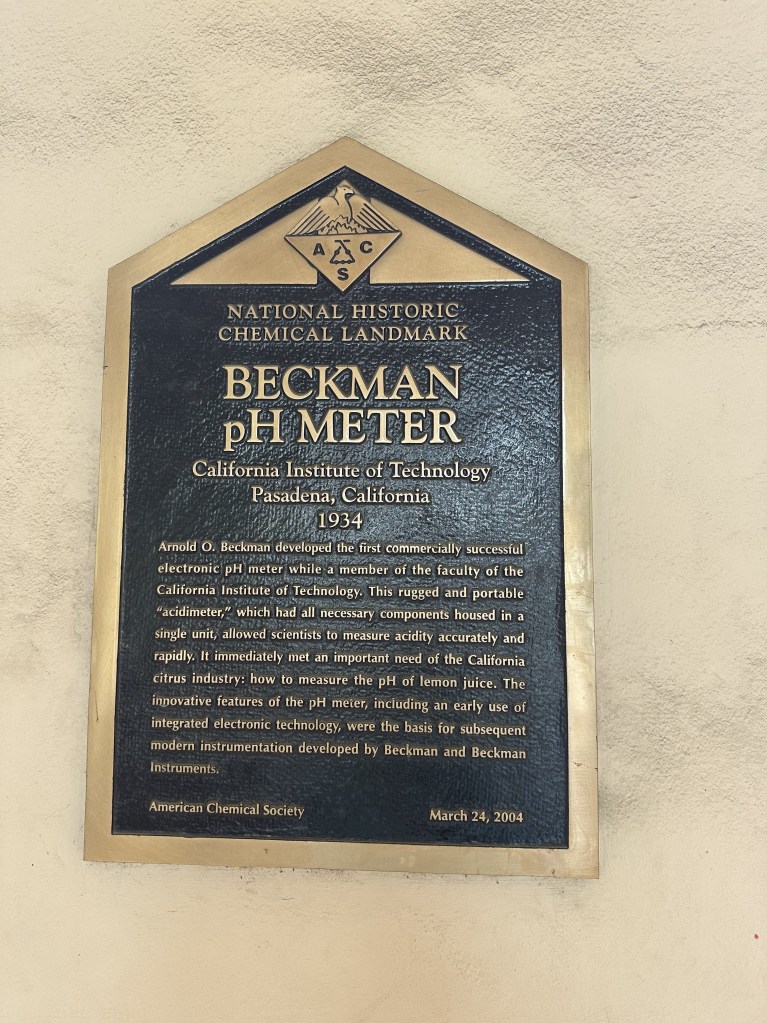 A C
S
NATIONAL HISTORIC
CHEMICAL LANDMARK
BECKMAN
pH METER
California Institute of Technology
Pasadena, California
1934
Arnold O. Beckman developed the first commercially successful
electronic pH meter while a member of the faculty of the
California Institute of Technology. This rugged and portable
“acidimeter,” which had all necessary components housed in a
single unit, allowed scientists to measure acidity accurately and
rapidly. It immediately met an important need of the California
citrus industry: how to measure the pH of lemon juice. The
innovative features of the pH meter, including an early use of
integrated electronic technology, were the basis for subsequent
modern instrumentation developed by Beckman and Beckman
Instruments.
American Chemical Society March 24, 2004